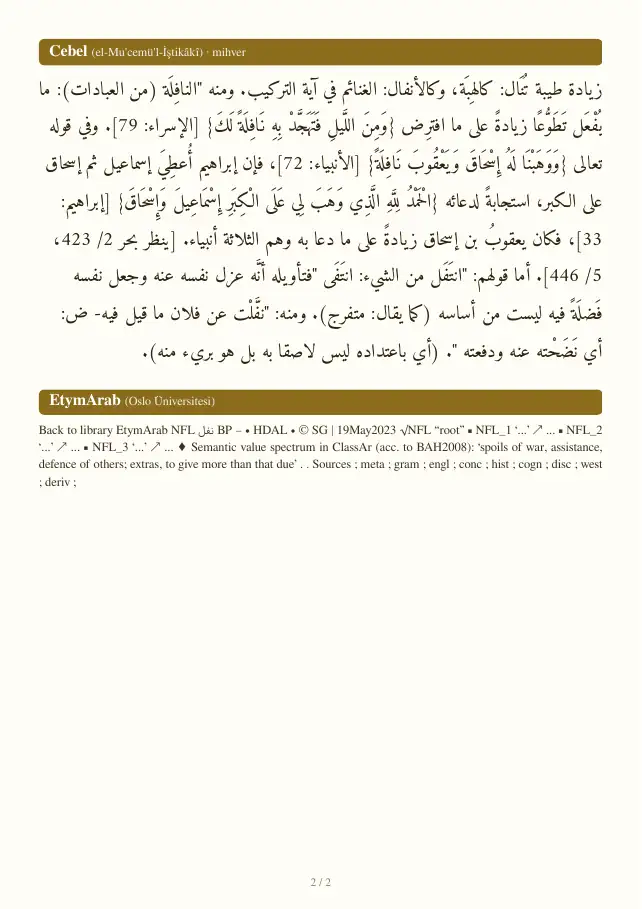 Cebel (el-Mu'cemü'l-İştikâkî) · mihver
زيادة طيبة تُنَال: كالهِبَة، وكالأنفال: الغنائم في آية التركيب. ومنه "النافِلَة (من العبادات): ما
يُفْعَل تَطَوُّعًا زيادةً على ما افترِض {وَمِنَ اللَّيلِ فَتَهَجَّدْ بِهِ نَافِلَةً لَكَ} [الإسراء: 79]. وفي قوله
تعالى {وَوَهَبْنَا لَهُ إِسْحَاقَ وَيَعْقُوبَ نَافِلَةً} [الأنبياء: 72]، فإن إبراهيم أُعطِيَ إسماعيل ثم إسحاق
على الكبر، استجابةً لدعائه {الْحَمْدُ لِلَّهِ الَّذِي وَهَبَ لِي عَلَى الْكِبَرِ إِسْمَاعِيلَ وَإِسْحَاقَ} [إبراهيم:
33]، فكان يعقوبُ بن إسحاق زيادةً على ما دعا به وهم الثلاثة أنبياء. [ينظر بحر 2/ 423،
5/ 446]. أما قولهم: "انتَفَل من الشيء: انتَفَى "فتأويله أنَّه عزل نفسه عنه وجعل نفسه
فَضلَةً فيه ليست من أساسه (كما يقال: متفرج). ومنه: "نفَّلْت عن فلان ما قيل فيه- ض:
أي نَضَحْته عنه ودفعته ". (أي باعتداده ليس لاصقا به بل هو بريء منه).
EtymArab (Oslo Üniversitesi)
Back to library EtymArab NFL نفل BP – • HDAL • © SG | 19May2023 √NFL “root” ▪ NFL_1 ‘...’ ↗ ... ▪ NFL_2
‘...’ ↗ ... ▪ NFL_3 ‘...’ ↗ ... ♦ Semantic value spectrum in ClassAr (acc. to BAH2008): ‘spoils of war, assistance,
defence of others; extras, to give more than that due’ . . Sources ; meta ; gram ; engl ; conc ; hist ; cogn ; disc ; west
; deriv ;
2 / 2